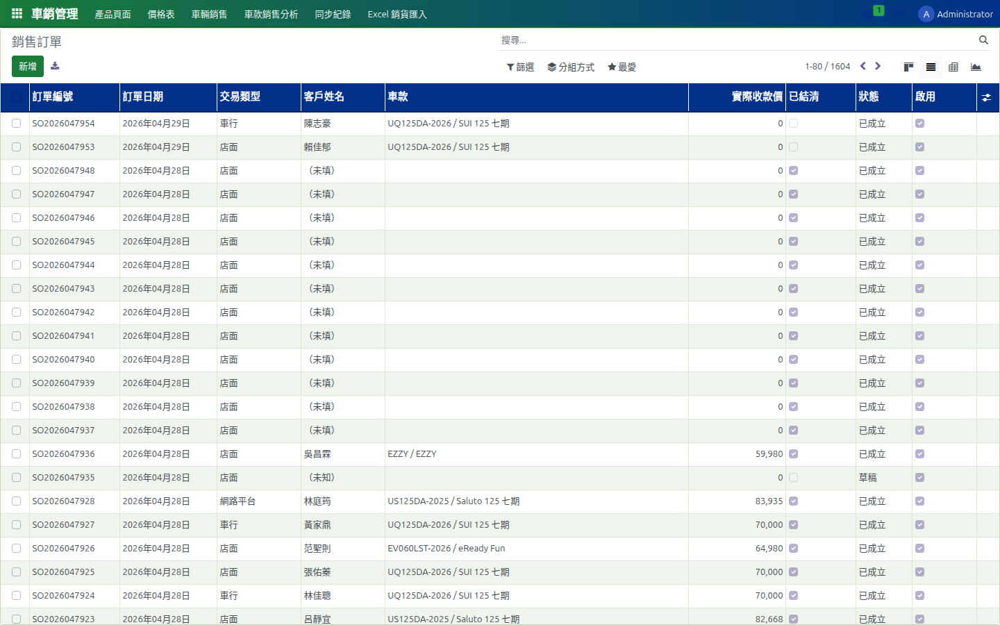 車銷管理 產品頁面 價格表 車輛銷售 車款銷售分析 同步紀錄 Excel 銷貨匯入 1 A Administrator
銷售訂單 搜尋...
新增 篩選 分組方式 最愛 1-80 / 1604
訂單編號 訂單日期 交易類型 客戶姓名 車款 實際收款價 已結清 狀態 啟用
SO2026047954 2026年04月29日 車行 陳志豪 UQ125DA-2026 / SUI 125 七期 0 已成立
SO2026047953 2026年04月29日 店面 賴佳郁 UQ125DA-2026 / SUI 125 七期 0 已成立
SO2026047948 2026年04月28日 店面 （未填） 0 已成立
SO2026047947 2026年04月28日 店面 （未填） 0 已成立
SO2026047946 2026年04月28日 店面 （未填） 0 已成立
SO2026047945 2026年04月28日 店面 （未填） 0 已成立
SO2026047944 2026年04月28日 店面 （未填） 0 已成立
SO2026047943 2026年04月28日 店面 （未填） 0 已成立
SO2026047942 2026年04月28日 店面 （未填） 0 已成立
SO2026047941 2026年04月28日 店面 （未填） 0 已成立
SO2026047940 2026年04月28日 店面 （未填） 0 已成立
SO2026047939 2026年04月28日 店面 （未填） 0 已成立
SO2026047938 2026年04月28日 店面 （未填） 0 已成立
SO2026047937 2026年04月28日 店面 （未填） 0 已成立
SO2026047936 2026年04月28日 店面 吳昌霖 EZZY / EZZY 59,980 已成立
SO2026047935 2026年04月28日 店面 （未知） 0 草稿
SO2026047928 2026年04月28日 網路平台 林庭筠 US125DA-2025 / Saluto 125 七期 83,935 已成立
SO2026047927 2026年04月28日 車行 黃家鼎 UQ125DA-2026 / SUI 125 七期 70,000 已成立
SO2026047926 2026年04月28日 店面 范聖則 EV060LST-2026 / eReady Fun 64,980 已成立
SO2026047925 2026年04月28日 店面 張佑蓁 UQ125DA-2026 / SUI 125 七期 70,000 已成立
SO2026047924 2026年04月28日 車行 林佳聰 UQ125DA-2026 / SUI 125 七期 70,000 已成立
SO2026047923 2026年04月28日 店面 呂靜宜 US125DA-2025 / Saluto 125 七期 82,668 已成立